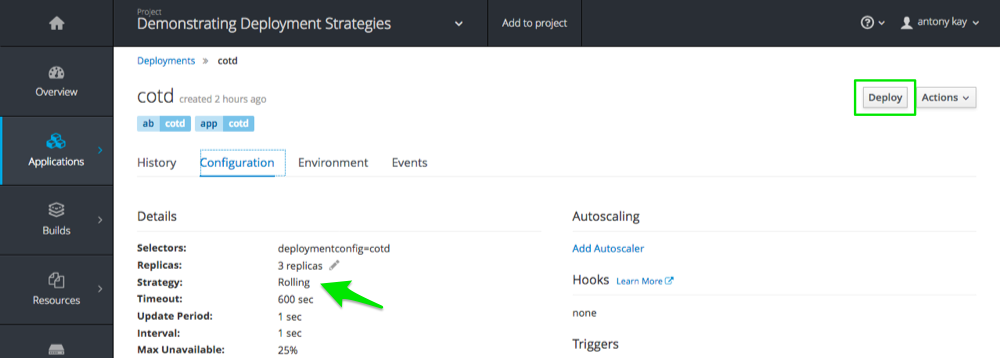 Project
Demonstrating Deployment Strategies
Add to project
antony kay
Overview
Applications
Builds
Resources
Deployments » cotd
cotd created 2 hours ago
Deploy
Actions
ab cotd app cotd
History Configuration Environment Events
Details
Selectors: deploymentconfig=cotd
Replicas: 3 replicas
Strategy: Rolling
Timeout: 600 sec
Update Period: 1 sec
Interval: 1 sec
Max Unavailable: 25%
Autoscaling
Add Autoscaler
Hooks Learn More
none
Triggers